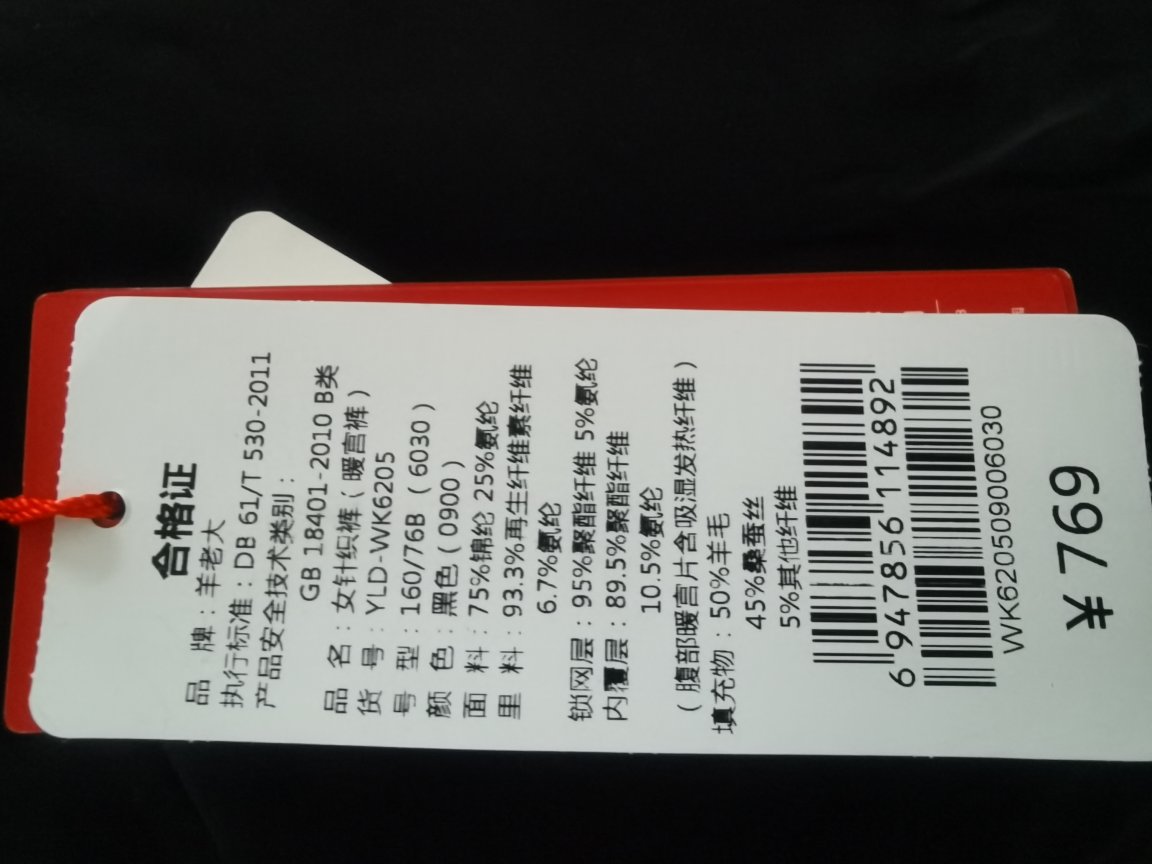 合格证
品 牌：羊老大
执行标准：DB 61/T 530-2011
产品安全技术类别：
GB 18401-2010 B类
品 名：女针织裤（暖宫裤）
货 号：YLD-WK6205
号 型：160/76B （6030）
颜 色：黑色（0900）
面 料：75%锦纶 25%氨纶
里 料：93.3%再生纤维素纤维
6.7%氨纶
锁网层：95%聚酯纤维 5%氨纶
内覆层：89.5%聚酯纤维
10.5%氨纶
（腹部暖宫片含吸湿发热纤维）
填充物：50%羊毛
45%桑蚕丝
5%其他纤维
6 947856 114892
WK620509006030
¥769